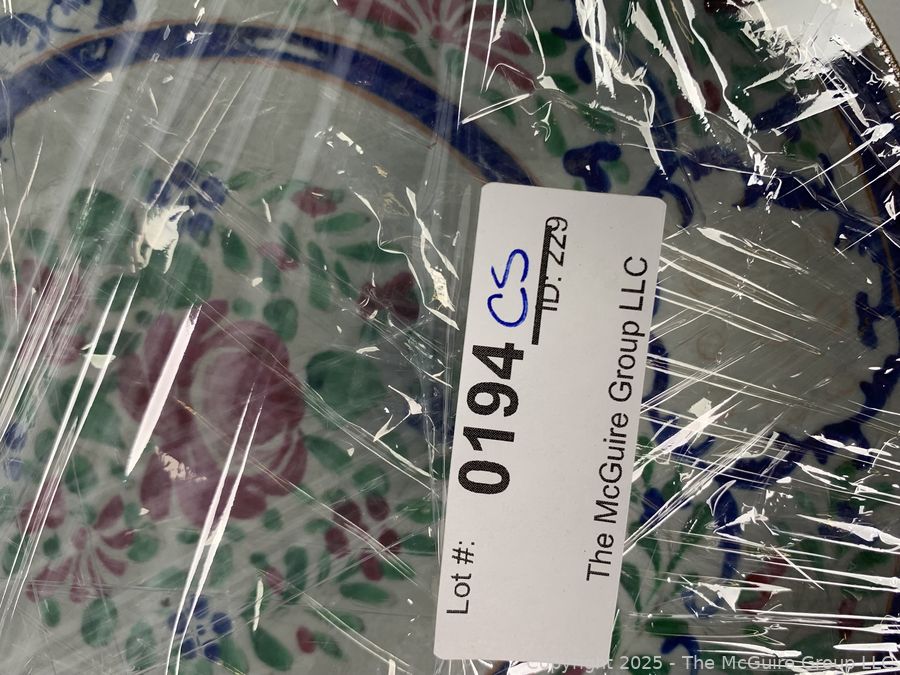 Lot #: 0194 CS
ID: 229
The McGuire Group LLC
Copyright 2025 - The McGuire Group LLC